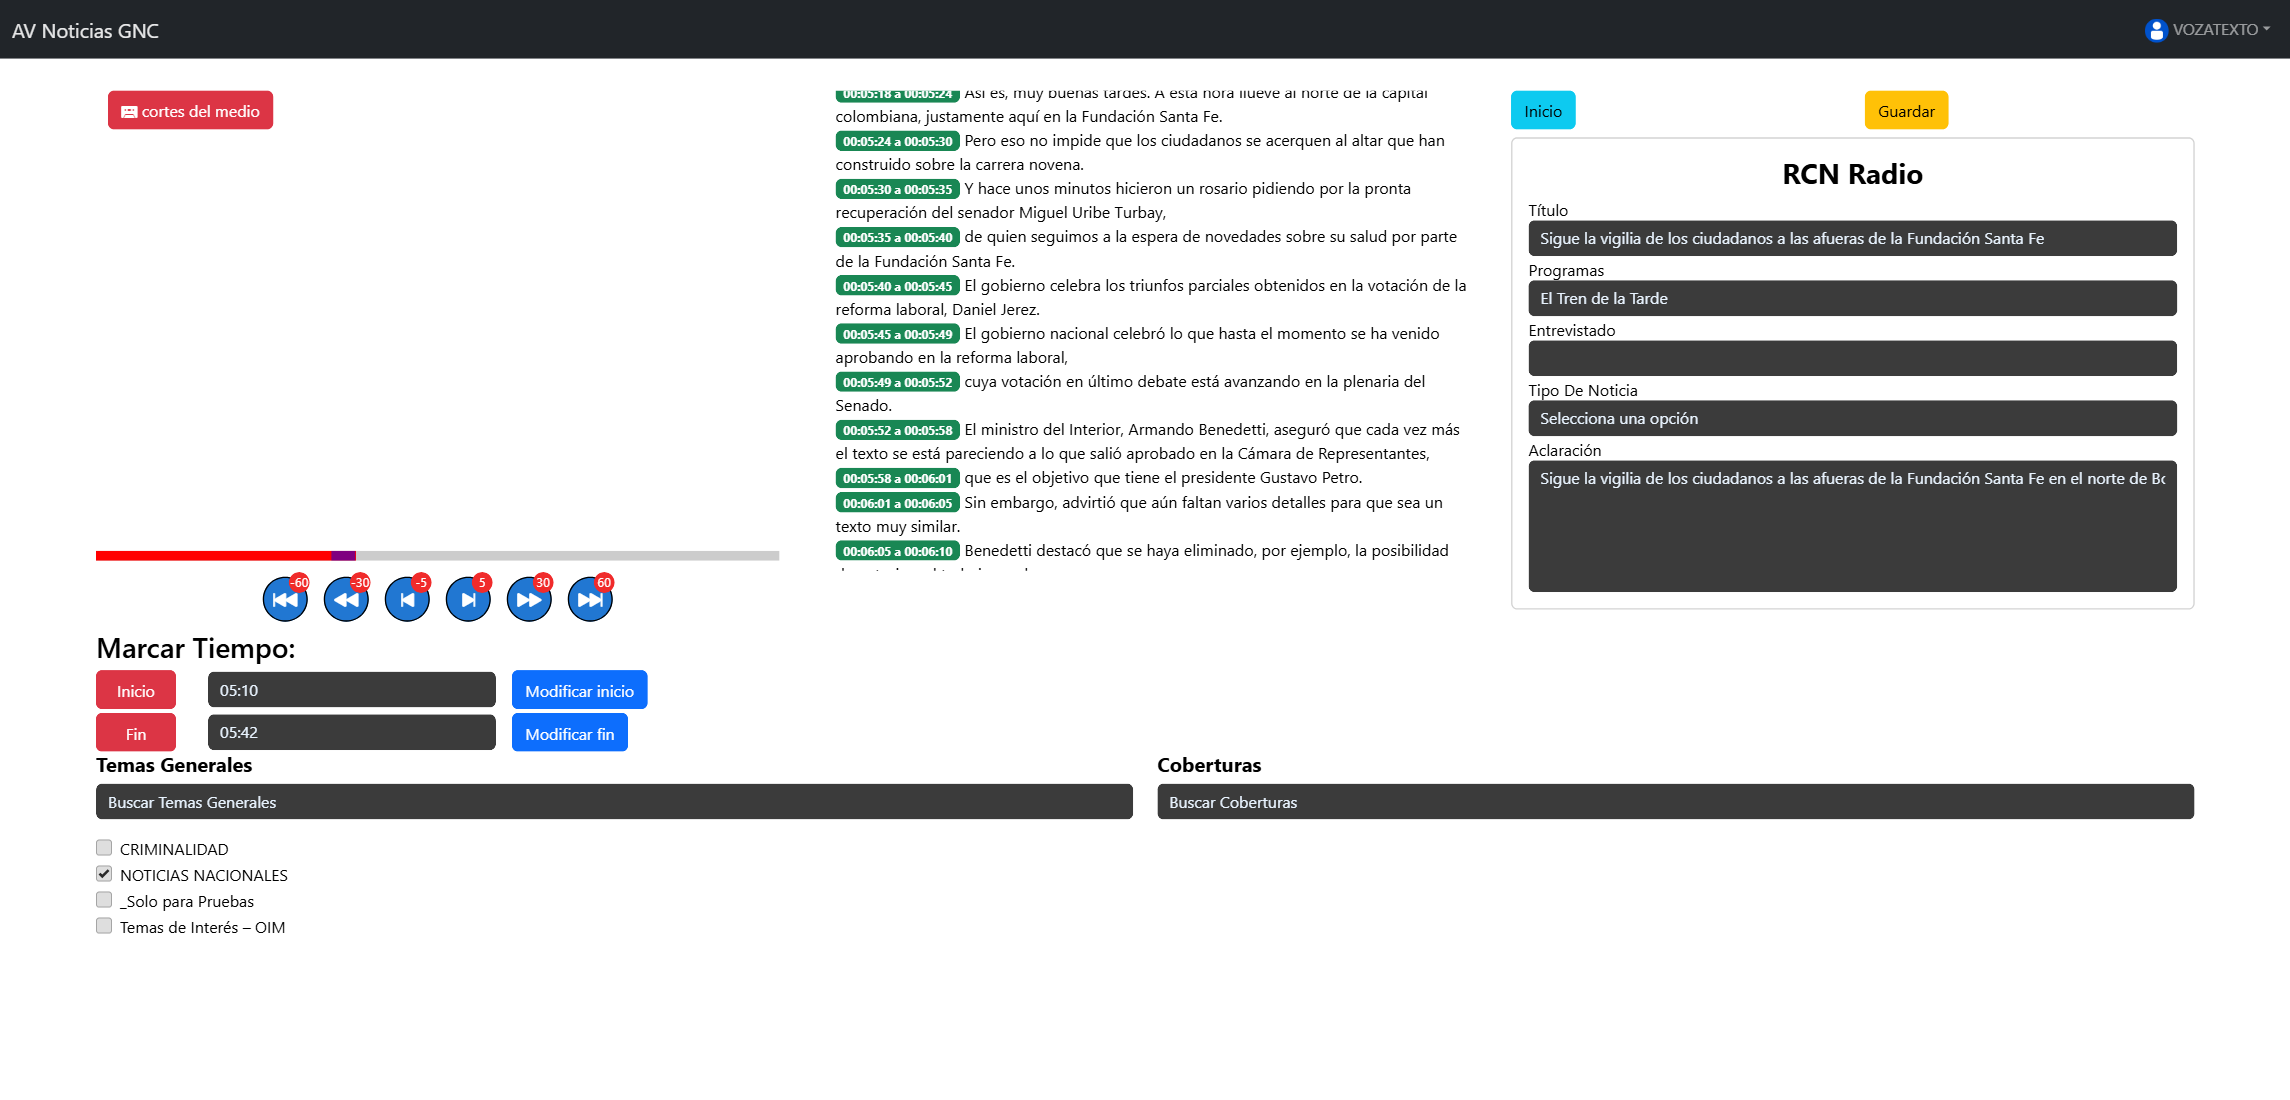 AV Noticias GNC
VOZATEXTO
cortes del medio
00:05:18 a 00:05:24 Así es, muy buenas tardes. A esta hora llueve al norte de la capital
colombiana, justamente aquí en la Fundación Santa Fe.
00:05:24 a 00:05:30 Pero eso no impide que los ciudadanos se acerquen al altar que han
construido sobre la carrera novena.
00:05:30 a 00:05:35 Y hace unos minutos hicieron un rosario pidiendo por la pronta
recuperación del senador Miguel Uribe Turbay,
00:05:35 a 00:05:40 de quien seguimos a la espera de novedades sobre su salud por parte
de la Fundación Santa Fe.
00:05:40 a 00:05:45 El gobierno celebra los triunfos parciales obtenidos en la votación de la
reforma laboral, Daniel Jerez.
00:05:45 a 00:05:49 El gobierno nacional celebró lo que hasta el momento se ha venido
aprobando en la reforma laboral,
00:05:49 a 00:05:52 cuya votación en último debate está avanzando en la plenaria del
Senado.
00:05:52 a 00:05:58 El ministro del Interior, Armando Benedetti, aseguró que cada vez más
el texto se está pareciendo a lo que salió aprobado en la Cámara de Representantes,
00:05:58 a 00:06:01 que es el objetivo que tiene el presidente Gustavo Petro.
00:06:01 a 00:06:05 Sin embargo, advirtió que aún faltan varios detalles para que sea un
texto muy similar.
00:06:05 a 00:06:10 Benedetti destacó que se haya eliminado, por ejemplo, la posibilidad
Inicio
Guardar
RCN Radio
Título
Sigue la vigilia de los ciudadanos a las afueras de la Fundación Santa Fe
Programas
El Tren de la Tarde
Entrevistado
Tipo De Noticia
Selecciona una opción
Aclaración
Sigue la vigilia de los ciudadanos a las afueras de la Fundación Santa Fe en el norte de Bo
-60
-30
-5
5
30
60
Marcar Tiempo:
Inicio
05:10
Modificar inicio
Fin
05:42
Modificar fin
Temas Generales
Buscar Temas Generales
CRIMINALIDAD
NOTICIAS NACIONALES
_Solo para Pruebas
Temas de Interés – OIM
Coberturas
Buscar Coberturas